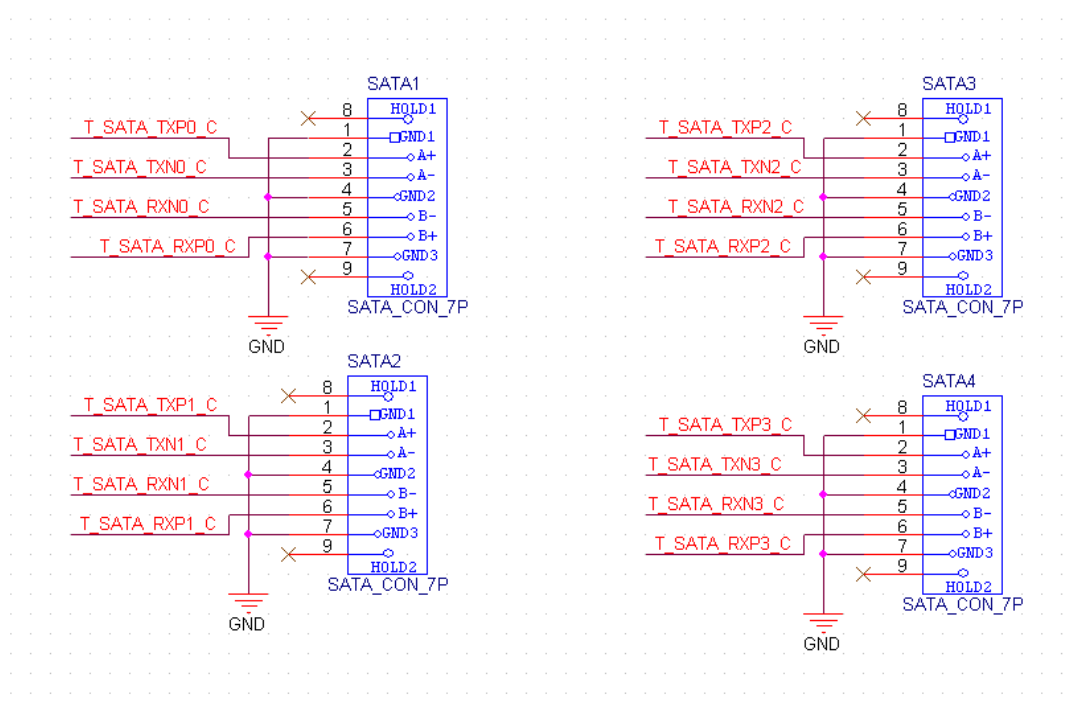 SATA1
8 HOLD1
T_SATA_TXP0_C 1 GND1
2 A+
T_SATA_TXN0_C 3 A-
4 GND2
T_SATA_RXN0_C 5 B-
6 B+
T_SATA_RXP0_C 7 GND3
9 HOLD2
SATA_CON_7P
GND
SATA2
8 HOLD1
T_SATA_TXP1_C 1 GND1
2 A+
T_SATA_TXN1_C 3 A-
4 GND2
T_SATA_RXN1_C 5 B-
6 B+
T_SATA_RXP1_C 7 GND3
9 HOLD2
SATA_CON_7P
GND
SATA3
8 HOLD1
T_SATA_TXP2_C 1 GND1
2 A+
T_SATA_TXN2_C 3 A-
4 GND2
T_SATA_RXN2_C 5 B-
6 B+
T_SATA_RXP2_C 7 GND3
9 HOLD2
SATA_CON_7P
GND
SATA4
8 HOLD1
T_SATA_TXP3_C 1 GND1
2 A+
T_SATA_TXN3_C 3 A-
4 GND2
T_SATA_RXN3_C 5 B-
6 B+
T_SATA_RXP3_C 7 GND3
9 HOLD2
SATA_CON_7P
GND